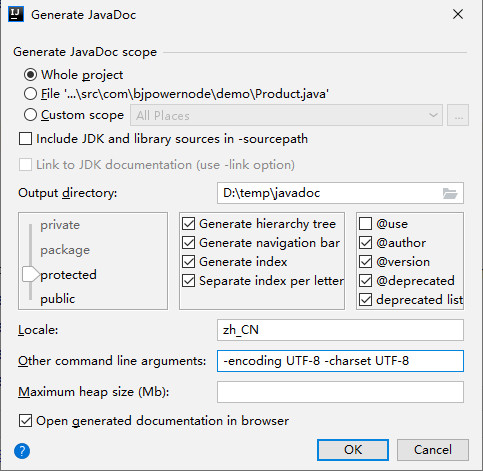 IJ Generate JavaDoc
Generate JavaDoc scope
Whole project
File '...\src\com\bjpowernode\demo\Product.java'
Custom scope All Places ...
Include JDK and library sources in -sourcepath
Link to JDK documentation (use -link option)
Output directory: D:\temp\javadoc
private
package
protected
public
Generate hierarchy tree
Generate navigation bar
Generate index
Separate index per letter
@use
@author
@version
@deprecated
deprecated list
Locale: zh_CN
Other command line arguments: -encoding UTF-8 -charset UTF-8
Maximum heap size (Mb):
Open generated documentation in browser
? OK Cancel